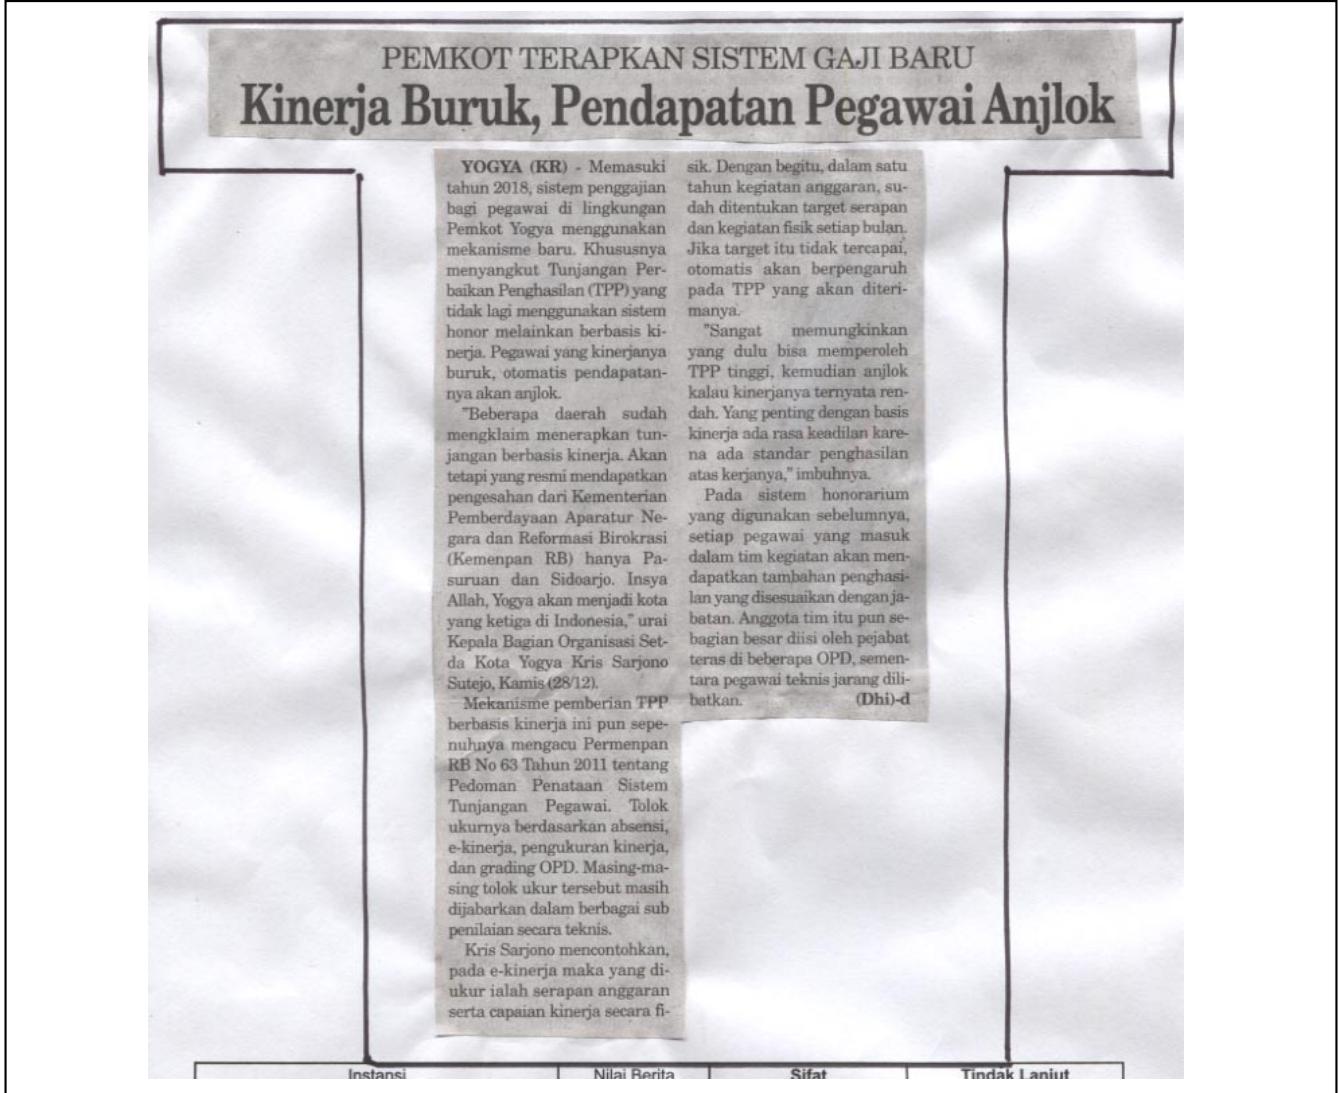 PEMKOT TERAPKAN SISTEM GAJI BARU
Kinerja Buruk, Pendapatan Pegawai Anjlok
YOGYA (KR) - Memasuki
tahun 2018, sistem penggajian
bagi pegawai di lingkungan
Pemkot Yogya menggunakan
mekanisme baru. Khususnya
menyangkut Tunjangan Per-
baikan Penghasilan (TPP) yang
tidak lagi menggunakan sistem
honor melainkan berbasis ki-
nerja. Pegawai yang kinerjanya
buruk, otomatis pendapatan-
nya akan anjlok.
"Beberapa daerah sudah
mengklaim menerapkan tun-
jangan berbasis kinerja. Akan
tetapi yang resmi mendapatkan
pengesahan dari Kementerian
Pemberdayaan Aparatur Ne-
gara dan Reformasi Birokrasi
(Kemenpan RB) hanya Pa-
suruan dan Sidoarjo. Insya
Allah, Yogya akan menjadi kota
yang ketiga di Indonesia," urai
Kepala Bagian Organisasi Set-
da Kota Yogya Kris Sarjono
Sutejo, Kamis (28/12).
Mekanisme pemberian TPP
berbasis kinerja ini pun sepe-
nuhnya mengacu Permenpan
RB No 63 Tahun 2011 tentang
Pedoman Penataan Sistem
Tunjangan Pegawai. Tolok
ukurnya berdasarkan absensi,
e-kinerja, pengukuran kinerja,
dan grading OPD. Masing-ma-
sing tolok ukur tersebut masih
dijabarkan dalam berbagai sub
penilaian secara teknis.
Kris Sarjono mencontohkan,
pada e-kinerja maka yang di-
ukur ialah serapan anggaran
serta capaian kinerja secara fi-
sik. Dengan begitu, dalam satu
tahun kegiatan anggaran, su-
dah ditentukan target serapan
dan kegiatan fisik setiap bulan.
Jika target itu tidak tercapai,
otomatis akan berpengaruh
pada TPP yang akan diteri-
manya.
"Sangat memungkinkan
yang dulu bisa memperoleh
TPP tinggi, kemudian anjlok
kalau kinerjanya ternyata ren-
dah. Yang penting dengan basis
kinerja ada rasa keadilan kare-
na ada standar penghasilan
atas kerjanya," imbuhnya.
Pada sistem honorarium
yang digunakan sebelumnya,
setiap pegawai yang masuk
dalam tim kegiatan akan men-
dapatkan tambahan penghasi-
lan yang disesuaikan dengan ja-
batan. Anggota tim itu pun se-
bagian besar diisi oleh pejabat
teras di beberapa OPD, semen-
tara pegawai teknis jarang dili-
batkan. (Dhi)-d
Instansi Nilai Berita Sifat Tindak Lanjut